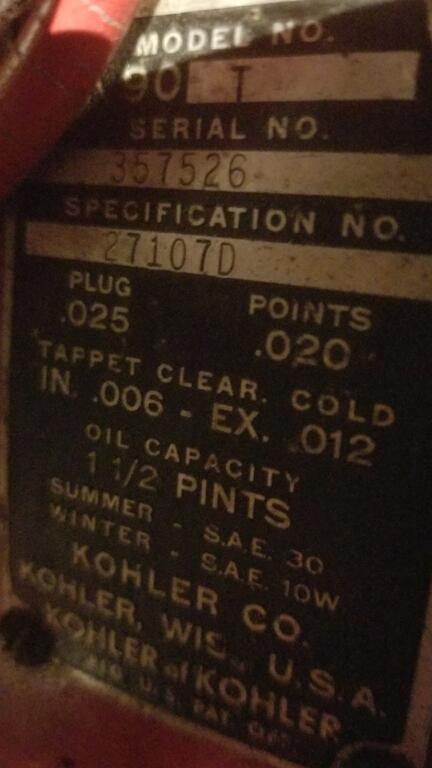 MODEL NO.
90 T
SERIAL NO.
357526
SPECIFICATION NO.
27107D
PLUG POINTS
.025 .020
TAPPET CLEAR. COLD
IN. .006 - EX. .012
OIL CAPACITY
1 1/2 PINTS
SUMMER - S.A.E. 30
WINTER - S.A.E. 10W
KOHLER CO.
KOHLER, WIS. U.S.A.
KOHLER of KOHLER
U.S. PAT.